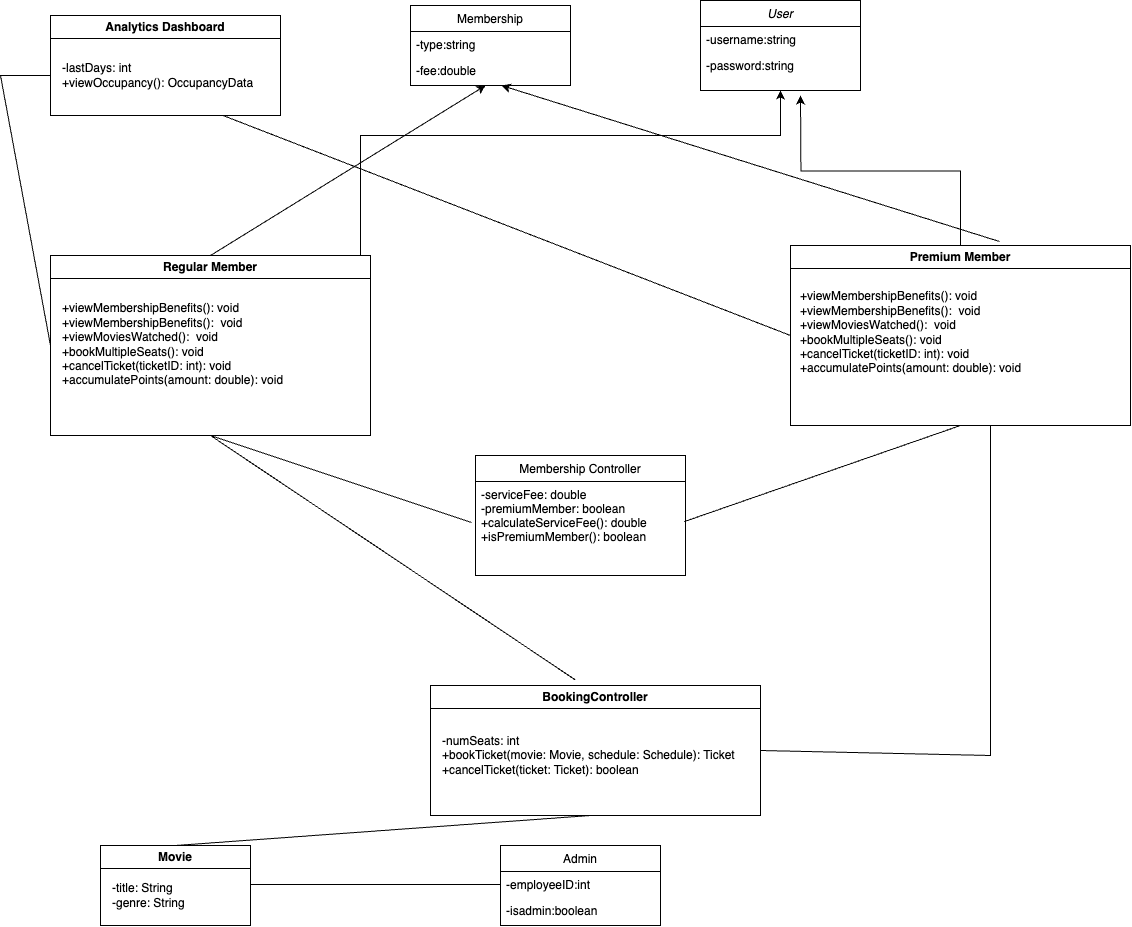 Analytics Dashboard
-lastDays: int
+viewOccupancy(): OccupancyData
Membership
-type:string
-fee:double
User
-username:string
-password:string
Regular Member
+viewMembershipBenefits(): void
+viewMembershipBenefits():  void
+viewMoviesWatched():  void
+bookMultipleSeats(): void
+cancelTicket(ticketID: int): void
+accumulatePoints(amount: double): void
Premium Member
+viewMembershipBenefits(): void
+viewMembershipBenefits():  void
+viewMoviesWatched():  void
+bookMultipleSeats(): void
+cancelTicket(ticketID: int): void
+accumulatePoints(amount: double): void
Membership Controller
-serviceFee: double
-premiumMember: boolean
+calculateServiceFee(): double
+isPremiumMember(): boolean
BookingController
-numSeats: int
+bookTicket(movie: Movie, schedule: Schedule): Ticket
+cancelTicket(ticket: Ticket): boolean
Movie
-title: String
-genre: String
Admin
-employeeID:int
-isadmin:boolean